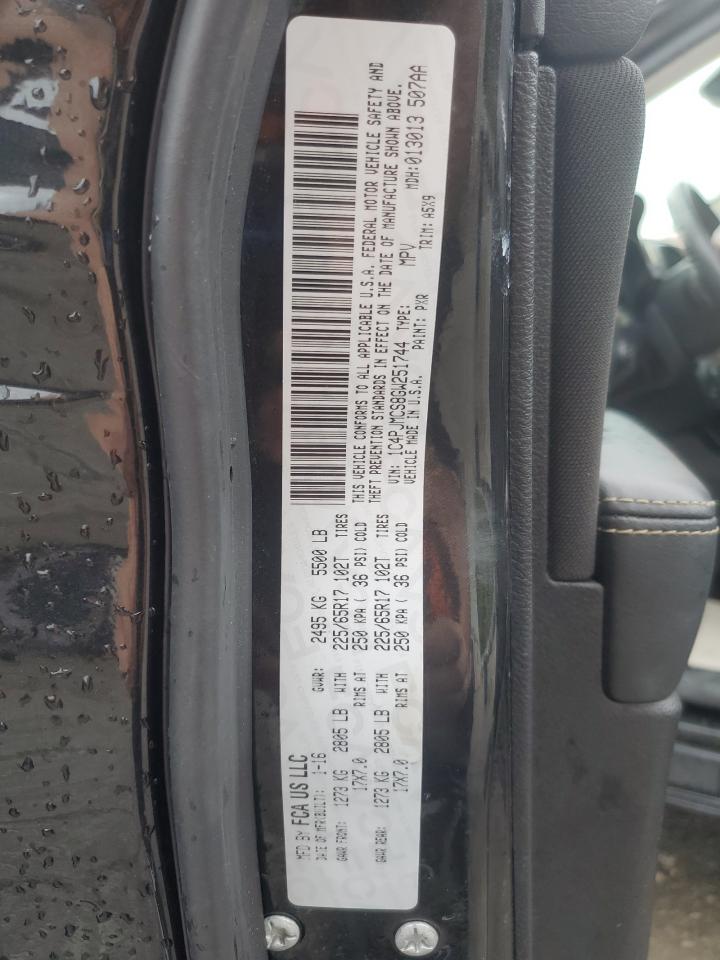 MFD BY FCA US LLC
DATE OF MFR(BUILT): 1-16 GVWR: 2495 KG 5500 LB
GAWR FRONT: 1273 KG 2805 LB WITH 225/65R17 102T TIRES
17X7.0 RIMS AT 250 KPA ( 36 PSI) COLD
GAWR REAR: 1273 KG 2805 LB WITH 225/65R17 102T TIRES
17X7.0 RIMS AT 250 KPA ( 36 PSI) COLD
THIS VEHICLE CONFORMS TO ALL APPLICABLE U.S.A. FEDERAL MOTOR VEHICLE SAFETY AND
THEFT PREVENTION STANDARDS IN EFFECT ON THE DATE OF MANUFACTURE SHOWN ABOVE.
VIN: 1C4PJMCS8GW251744 TYPE: MPV MDH: 013013 507AA
VEHICLE MADE IN U.S.A. PAINT: PXR TRIM: A5X9